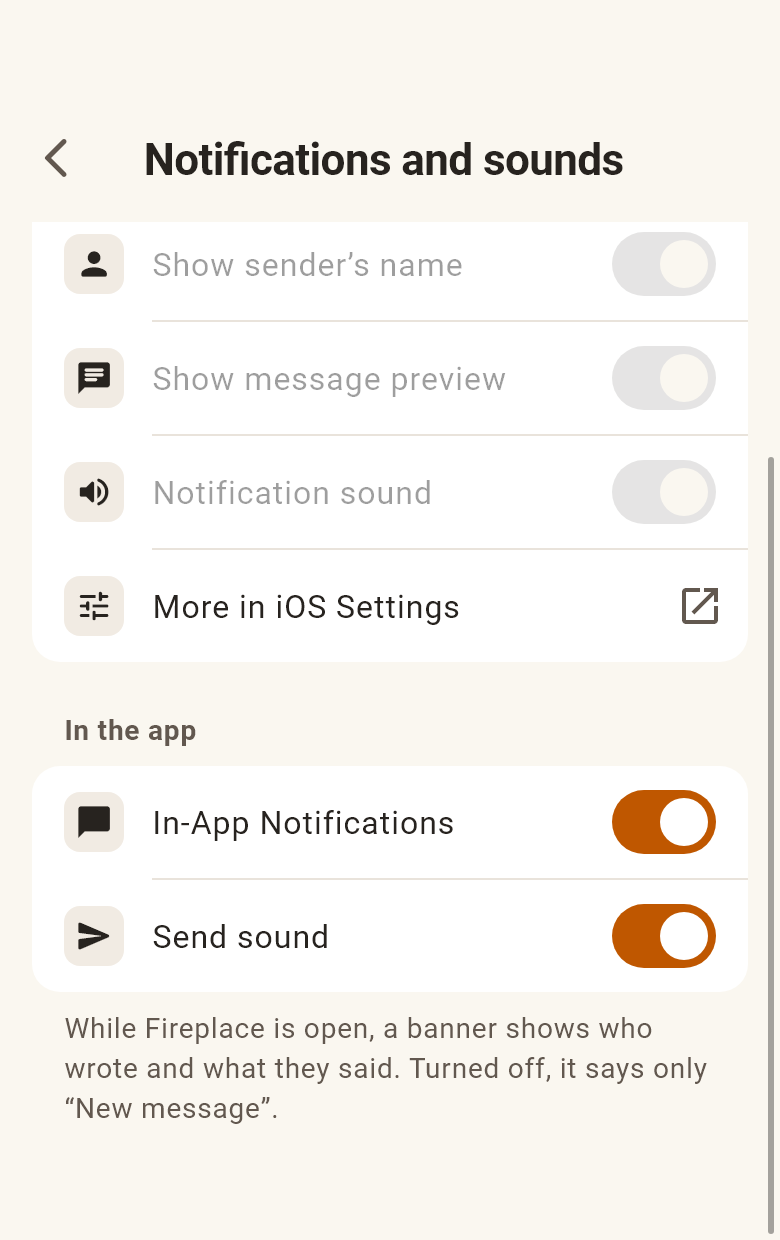 Notifications and sounds
Show sender’s name
Show message preview
Notification sound
More in iOS Settings
In the app
In-App Notifications
Send sound
While Fireplace is open, a banner shows who
wrote and what they said. Turned off, it says only
“New message”.